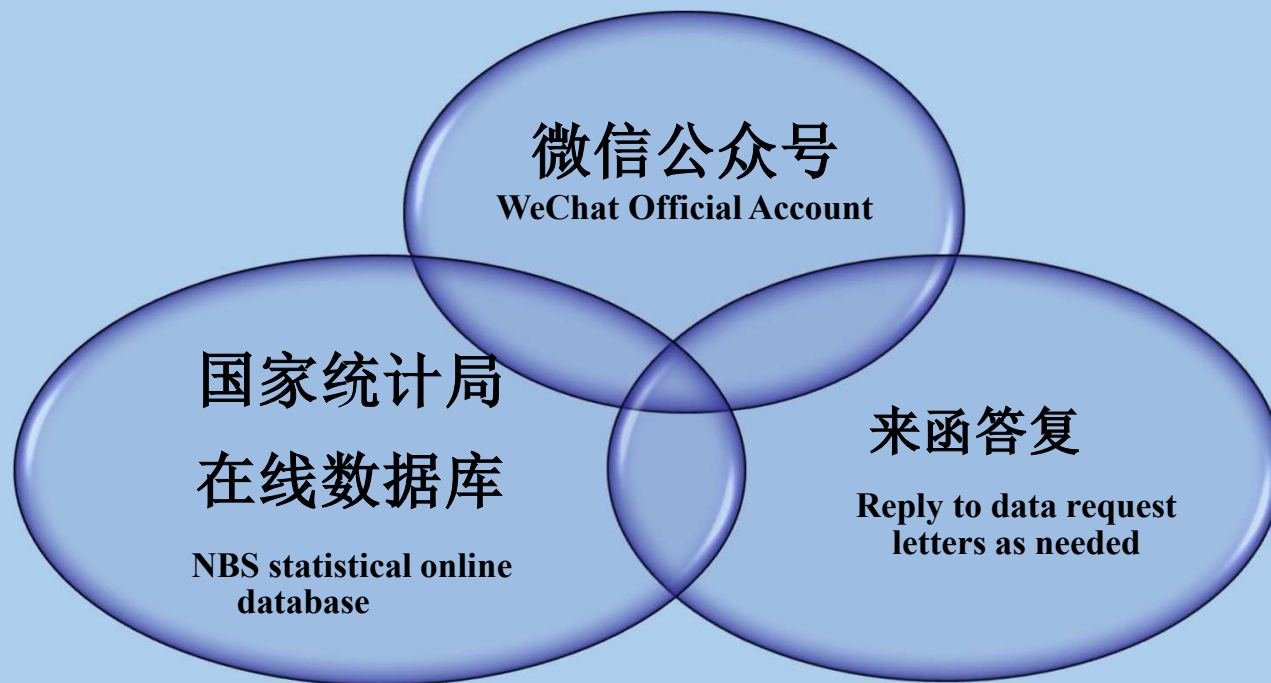 微信公众号
WeChat Official Account
国家统计局
在线数据库
NBS statistical online
database
来函答复
Reply to data request
letters as needed